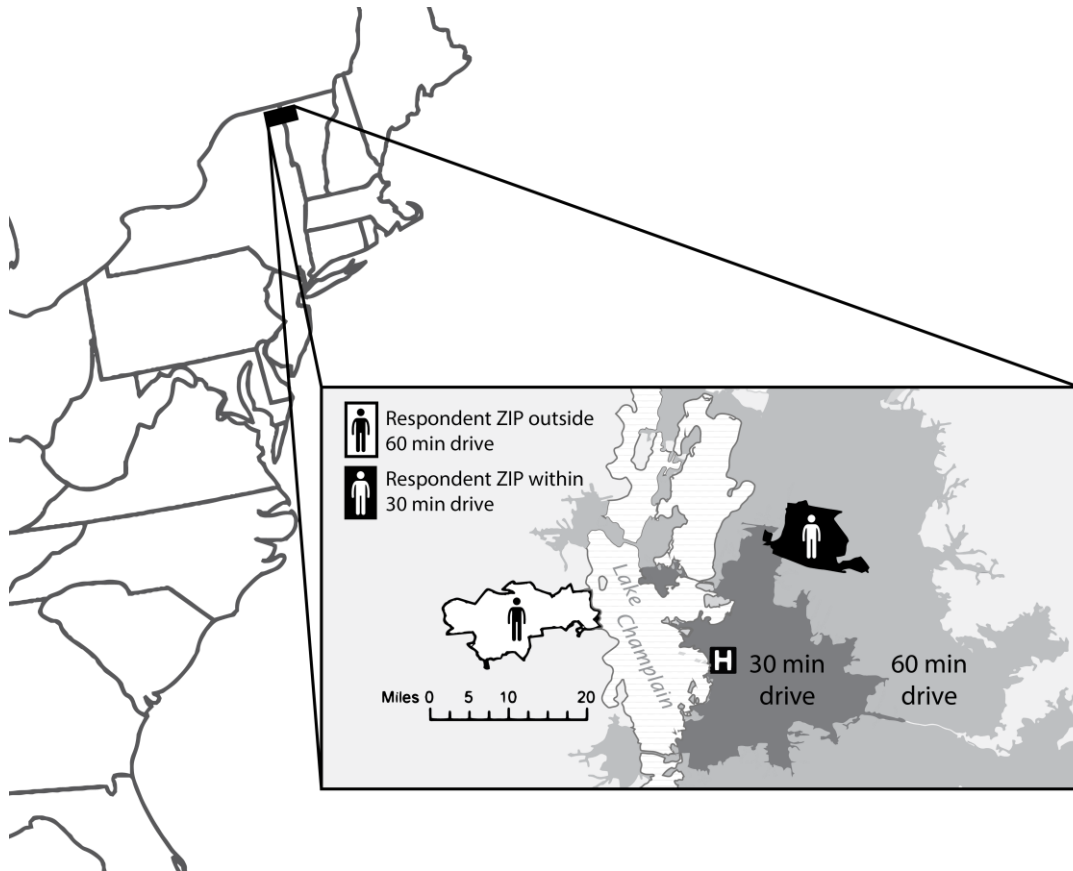 Respondent ZIP outside
60 min drive
Respondent ZIP within
30 min drive
Lake Champlain
H
30 min
drive
60 min
drive
Miles 0 5 10 20